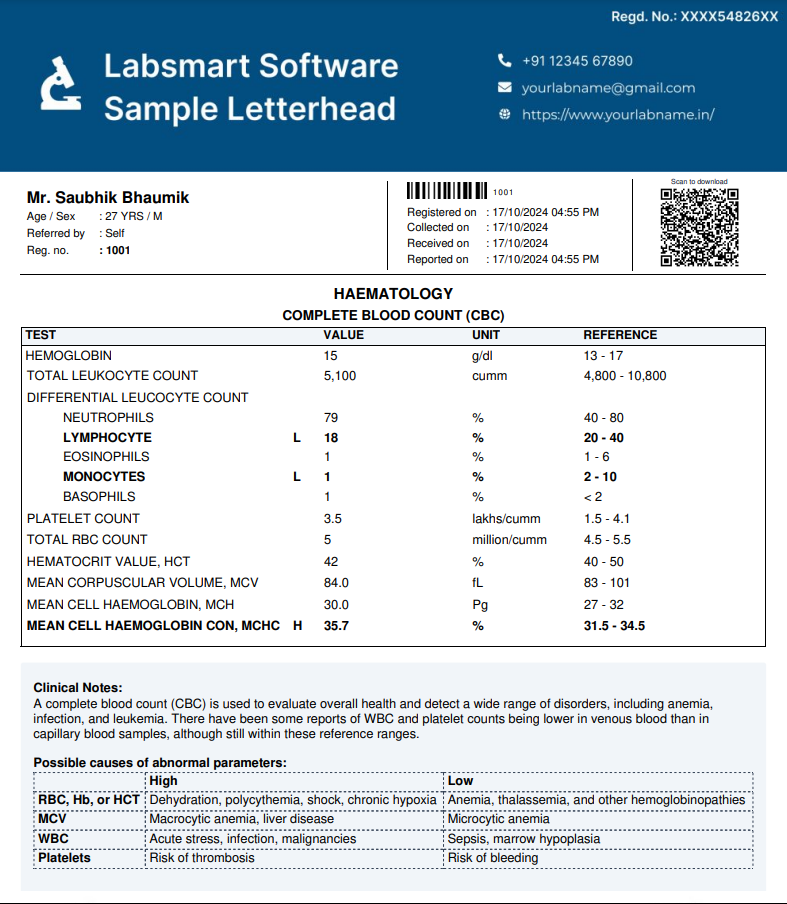 Regd. No.: XXXX54826XX
Labsmart Software
Sample Letterhead
+91 12345 67890
yourlabname@gmail.com
https://www.yourlabname.in/
Mr. Saubhik Bhaumik
Age / Sex : 27 YRS / M
Referred by : Self
Reg. no. : 1001
1001
Registered on : 17/10/2024 04:55 PM
Collected on : 17/10/2024
Received on : 17/10/2024
Reported on : 17/10/2024 04:55 PM
Scan to download
HAEMATOLOGY
COMPLETE BLOOD COUNT (CBC)
TEST VALUE UNIT REFERENCE
HEMOGLOBIN 15 g/dl 13 - 17
TOTAL LEUKOCYTE COUNT 5,100 cumm 4,800 - 10,800
DIFFERENTIAL LEUCOCYTE COUNT
NEUTROPHILS 79 % 40 - 80
LYMPHOCYTE L 18 % 20 - 40
EOSINOPHILS 1 % 1 - 6
MONOCYTES L 1 % 2 - 10
BASOPHILS 1 % < 2
PLATELET COUNT 3.5 lakhs/cumm 1.5 - 4.1
TOTAL RBC COUNT 5 million/cumm 4.5 - 5.5
HEMATOCRIT VALUE, HCT 42 % 40 - 50
MEAN CORPUSCULAR VOLUME, MCV 84.0 fL 83 - 101
MEAN CELL HAEMOGLOBIN, MCH 30.0 Pg 27 - 32
MEAN CELL HAEMOGLOBIN CON, MCHC H 35.7 % 31.5 - 34.5
Clinical Notes:
A complete blood count (CBC) is used to evaluate overall health and detect a wide range of disorders, including anemia,
infection, and leukemia. There have been some reports of WBC and platelet counts being lower in venous blood than in
capillary blood samples, although still within these reference ranges.
Possible causes of abnormal parameters:
High Low
RBC, Hb, or HCT Dehydration, polycythemia, shock, chronic hypoxia Anemia, thalassemia, and other hemoglobinopathies
MCV Macrocytic anemia, liver disease Microcytic anemia
WBC Acute stress, infection, malignancies Sepsis, marrow hypoplasia
Platelets Risk of thrombosis Risk of bleeding